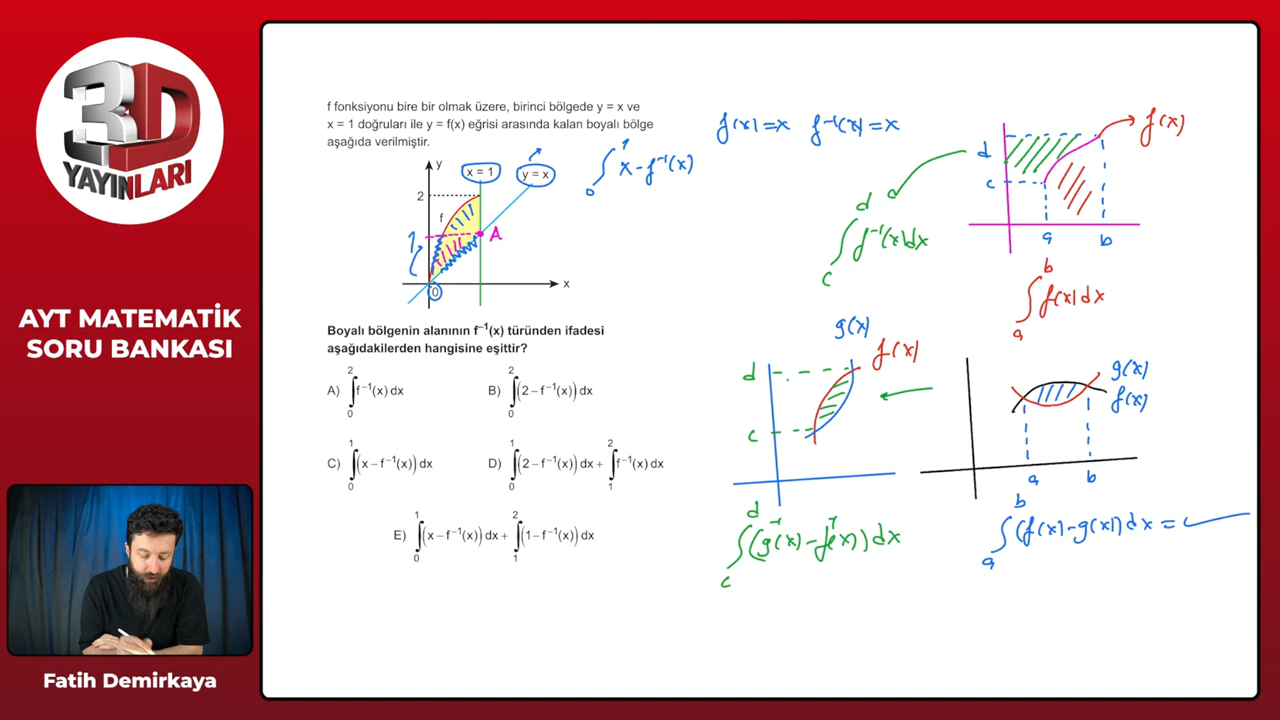 3D
YAYINLARI
AYT MATEMATİK
SORU BANKASI
Fatih Demirkaya
f fonksiyonu bire bir olmak üzere, birinci bölgede y = x ve
x = 1 doğruları ile y = f(x) eğrisi arasında kalan boyalı bölge
aşağıda verilmiştir.
y
x = 1
y = x
2
f
1
A
0
x
∫₀¹ x − f⁻¹(x)
Boyalı bölgenin alanının f⁻¹(x) türünden ifadesi
aşağıdakilerden hangisine eşittir?
A) ∫₀² f⁻¹(x) dx
B) ∫₀² (2 − f⁻¹(x)) dx
C) ∫₀¹ (x − f⁻¹(x)) dx
D) ∫₀¹ (2 − f⁻¹(x)) dx + ∫₁² f⁻¹(x) dx
E) ∫₀¹ (x − f⁻¹(x)) dx + ∫₁² (1 − f⁻¹(x)) dx
f(x) = x f⁻¹(x) = x
f(x)
d
c
a b
∫ₐᵇ f(x) dx
∫꜀ᵈ f⁻¹(x) dx
g(x)
f(x)
d
c
∫꜀ᵈ (g⁻¹(x) − f⁻¹(x)) dx
g(x)
f(x)
a b
∫ₐᵇ (f(x) − g(x)) dx =